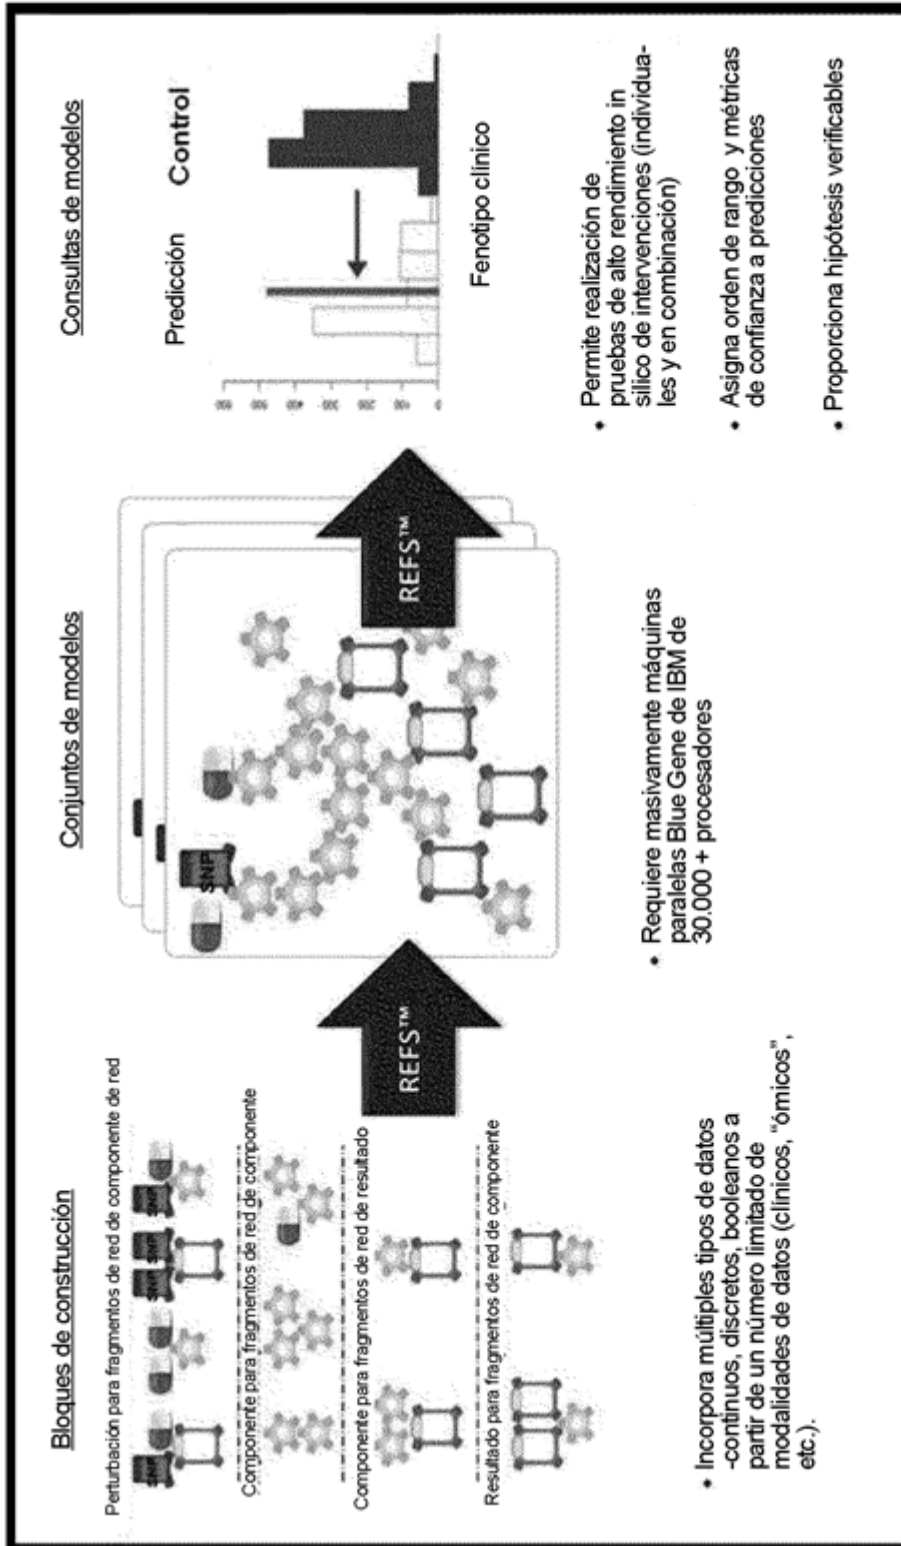 Bloques de construcción
Perturbación para fragmentos de red de componente de red
SNP
SNP
SNP
SNP
Componente para fragmentos de red de componente
Componente para fragmentos de red de resultado
Resultado para fragmentos de red de componente
• Incorpora múltiples tipos de datos
-continuos, discretos, booleanos a
partir de un número limitado de
modalidades de datos (clínicos, "ómicos",
etc.).
REFS™
Conjuntos de modelos
SNP
• Requiere masivamente máquinas
paralelas Blue Gene de IBM de
30.000 + procesadores
REFS™
Consultas de modelos
Predicción
Control
400
200
100
0
Fenotipo clínico
• Permite realización de
pruebas de alto rendimiento in
silico de intervenciones (individua-
les y en combinación)
• Asigna orden de rango y métricas
de confianza a predicciones
• Proporciona hipótesis verificables